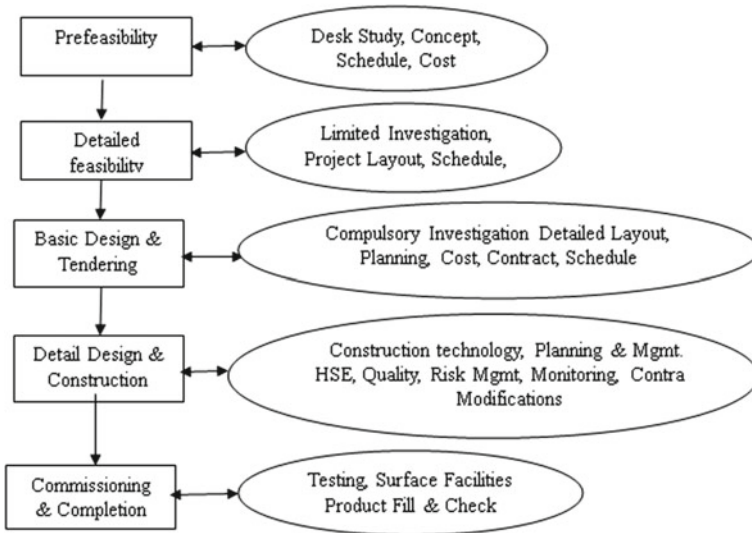 Prefeasibility
Desk Study, Concept,
Schedule, Cost
Detailed
feasibility
Limited Investigation,
Project Layout, Schedule,
Basic Design &
Tendering
Compulsory Investigation Detailed Layout,
Planning, Cost, Contract, Schedule
Detail Design &
Construction
Construction technology, Planning & Mgmt.
HSE, Quality, Risk Mgmt, Monitoring, Contra
Modifications
Commissioning
& Completion
Testing, Surface Facilities
Product Fill & Check